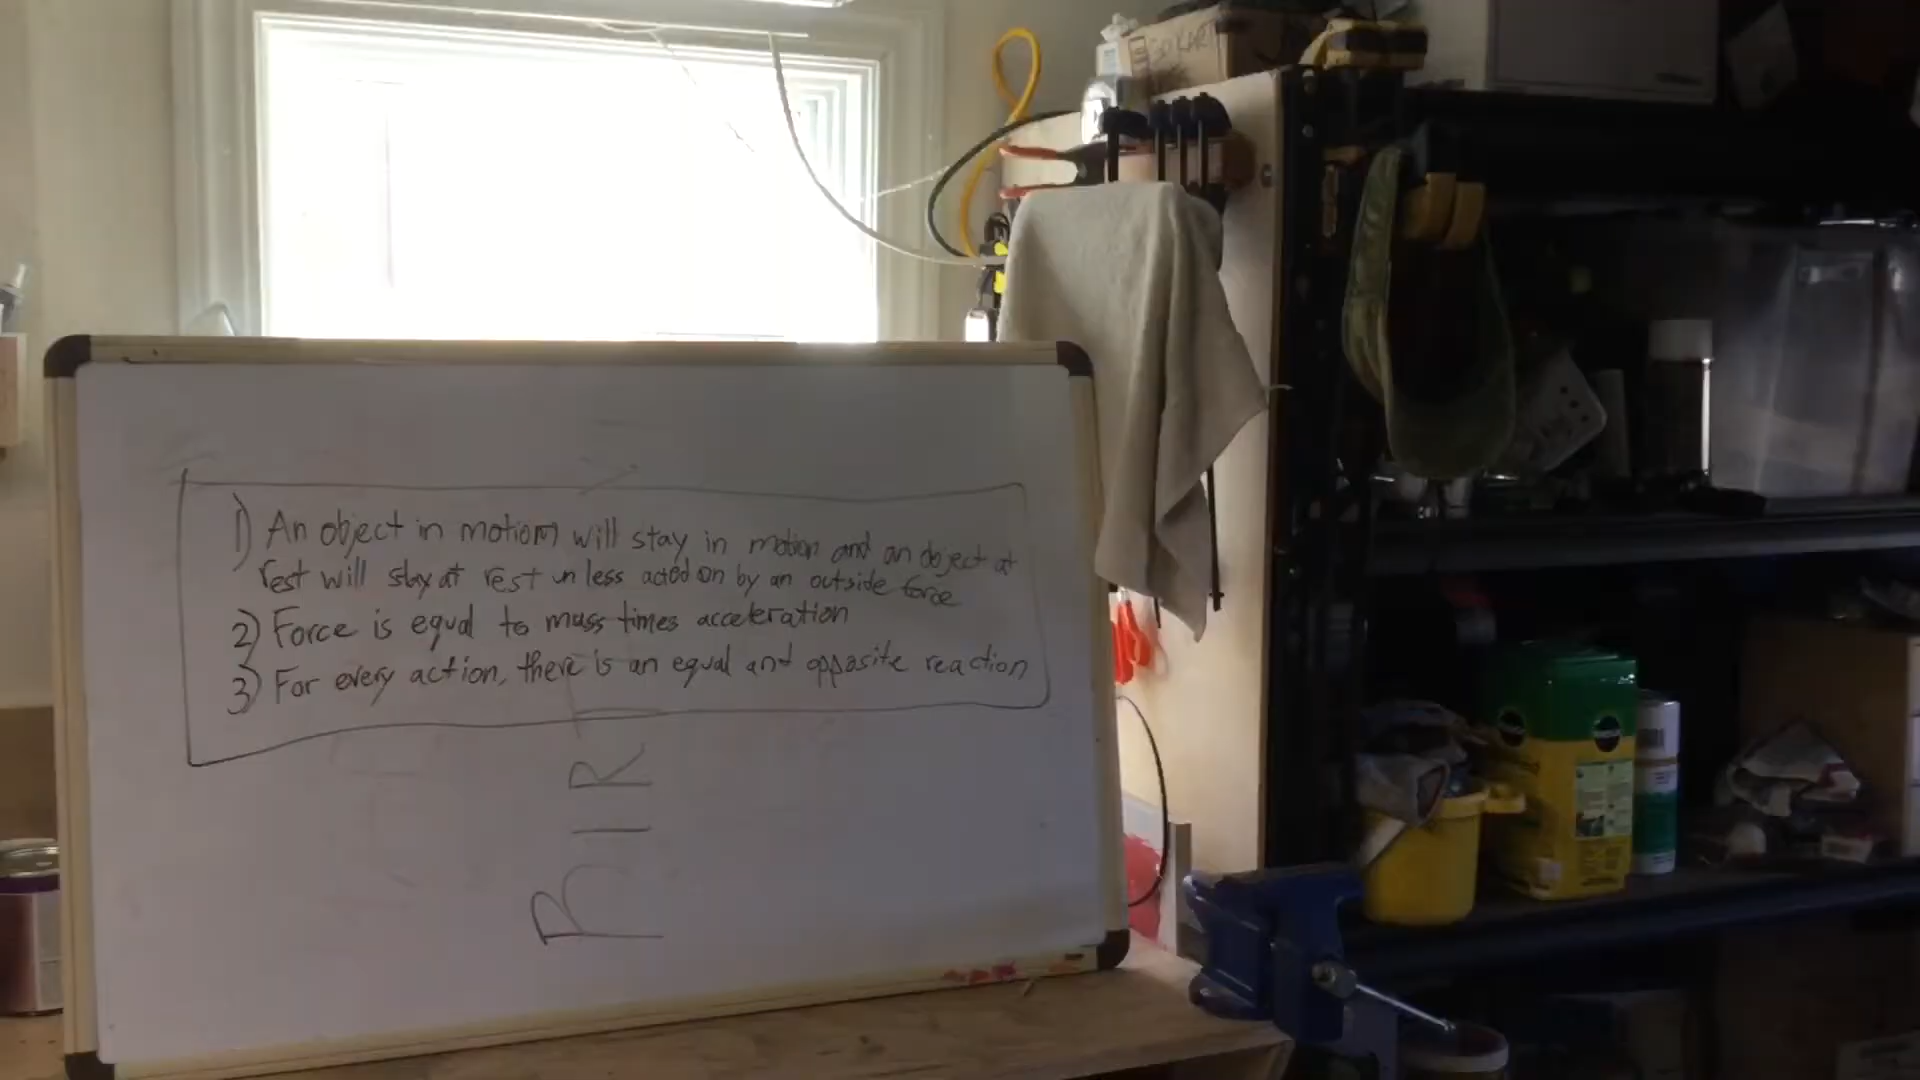 1) An object in motiom will stay in motion and an object at
rest will stay at rest unless acted on by an outside force
2) Force is equal to mass times acceleration
3) For every action, there is an equal and opposite reaction